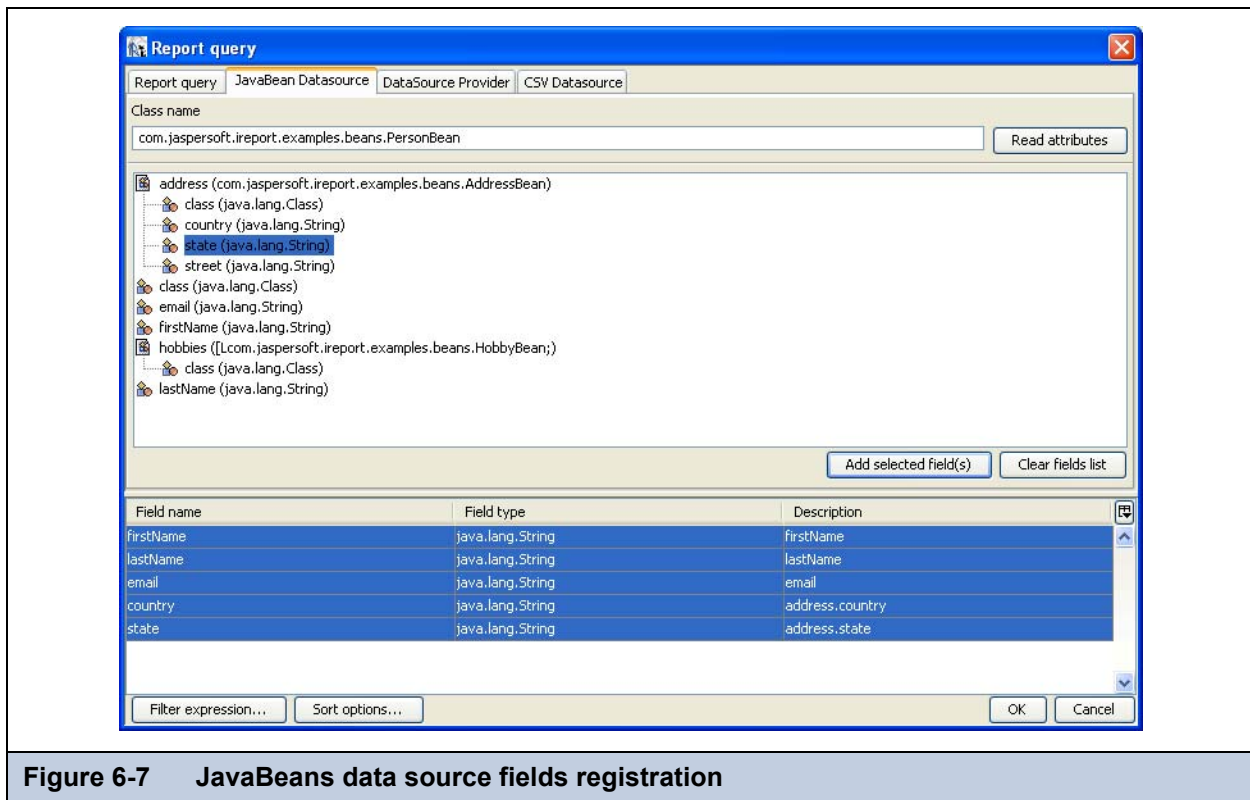 Report query
Report query JavaBean Datasource DataSource Provider CSV Datasource
Class name
com.jaspersoft.ireport.examples.beans.PersonBean Read attributes
address (com.jaspersoft.ireport.examples.beans.AddressBean)
class (java.lang.Class)
country (java.lang.String)
state (java.lang.String)
street (java.lang.String)
class (java.lang.Class)
email (java.lang.String)
firstName (java.lang.String)
hobbies ([Lcom.jaspersoft.ireport.examples.beans.HobbyBean;)
class (java.lang.Class)
lastName (java.lang.String)
Add selected field(s) Clear fields list
Field name Field type Description
firstName java.lang.String firstName
lastName java.lang.String lastName
email java.lang.String email
country java.lang.String address.country
state java.lang.String address.state
Filter expression... Sort options... OK Cancel
Figure 6-7 JavaBeans data source fields registration